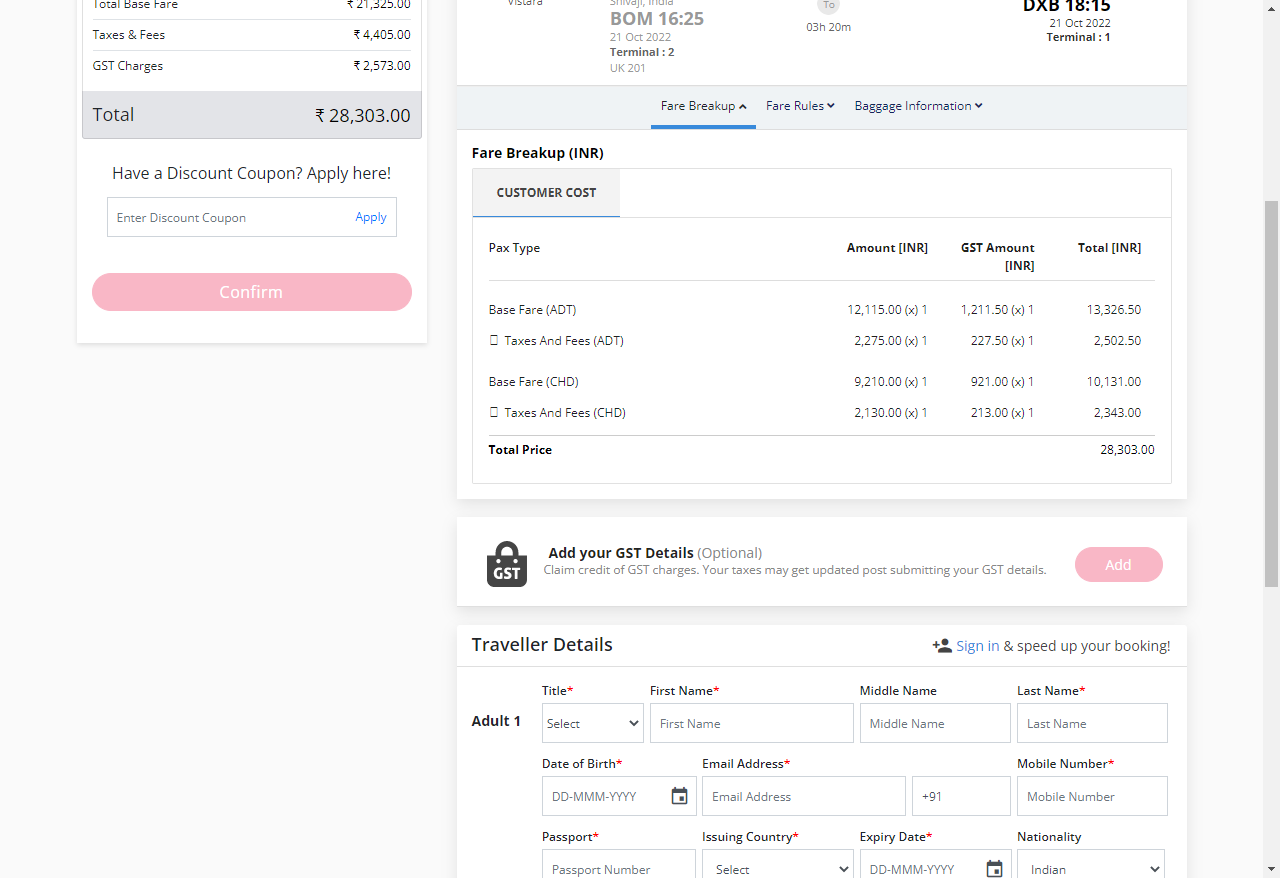 Total Base Fare ₹ 21,325.00
Taxes & Fees ₹ 4,405.00
GST Charges ₹ 2,573.00
Total ₹ 28,303.00
Have a Discount Coupon? Apply here!
Enter Discount Coupon Apply
Confirm
Vistara
Shivaji, India
BOM 16:25
21 Oct 2022
Terminal : 2
UK 201
To
03h 20m
DXB 18:15
21 Oct 2022
Terminal : 1
Fare Breakup Fare Rules Baggage Information
Fare Breakup (INR)
CUSTOMER COST
Pax Type Amount [INR] GST Amount [INR] Total [INR]
Base Fare (ADT) 12,115.00 (x) 1 1,211.50 (x) 1 13,326.50
Taxes And Fees (ADT) 2,275.00 (x) 1 227.50 (x) 1 2,502.50
Base Fare (CHD) 9,210.00 (x) 1 921.00 (x) 1 10,131.00
Taxes And Fees (CHD) 2,130.00 (x) 1 213.00 (x) 1 2,343.00
Total Price 28,303.00
GST
Add your GST Details (Optional)
Claim credit of GST charges. Your taxes may get updated post submitting your GST details.
Add
Traveller Details Sign in & speed up your booking!
Title* First Name* Middle Name Last Name*
Adult 1 Select First Name Middle Name Last Name
Date of Birth* Email Address* Mobile Number*
DD-MMM-YYYY Email Address +91 Mobile Number
Passport* Issuing Country* Expiry Date* Nationality
Passport Number Select DD-MMM-YYYY Indian